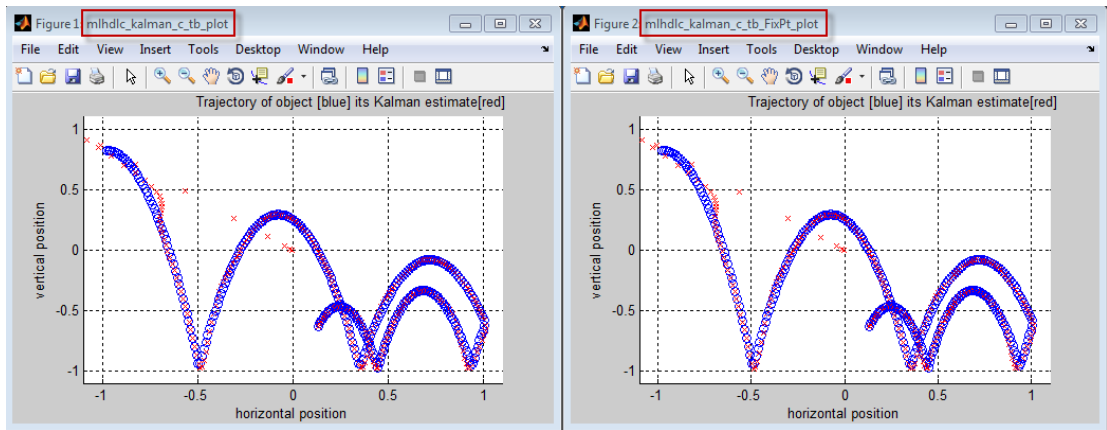 Figure 1: mlhdlc_kalman_c_tb_plot
File Edit View Insert Tools Desktop Window Help
Trajectory of object [blue] its Kalman estimate[red]
1
0.5
0
-0.5
-1
vertical position
-1 -0.5 0 0.5 1
horizontal position
Figure 2: mlhdlc_kalman_c_tb_FixPt_plot
File Edit View Insert Tools Desktop Window Help
Trajectory of object [blue] its Kalman estimate[red]
1
0.5
0
-0.5
-1
vertical position
-1 -0.5 0 0.5 1
horizontal position